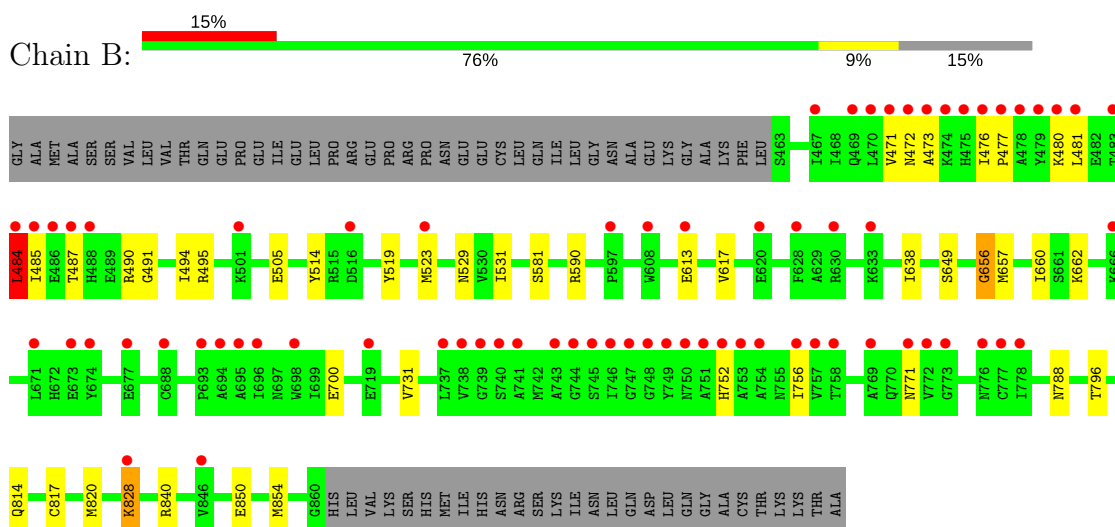 15%
Chain B:
76% 9% 15%
GLY ALA MET ALA SER SER VAL LEU VAL THR GLN GLU PRO GLU ILE GLU LEU PRO ARG GLU PRO ARG PRO ASN GLU GLU CYS LEU GLN ILE LEU GLY ASN ALA GLU LYS GLY ALA LYS PHE LEU S463 I467 I468 Q469 L470 V471 N472 A473 K474 H475 I476 P477 A478 Y479 K480 L481 E482 T483
L484 I485 E486 T487 H488 E489 R490 G491 I494 R495 K501 E505 Y514 R515 D516 Y519 M523 N529 V530 I531 S581 R590 P597 W608 E613 V617 E620 F628 A629 R630 K633 I638 S649 G656 M657 I660 S661 K662 K666
L671 H672 E673 Y674 E677 C688 P693 A694 A695 I696 N697 W698 I699 E700 E719 V731 L737 V738 G739 S740 A741 M742 A743 G744 S745 I746 G747 G748 Y749 N750 A751 H752 A753 A754 N755 I756 V757 T758 A769 Q770 N771 V772 G773 N776 C777 I778 N788 T796
Q814 C817 M820 K828 R840 V846 E850 M854 G860 HIS LEU VAL LYS SER HIS MET ILE HIS ASN ARG SER LYS ILE ASN LEU GLN ASP LEU GLN GLY ALA CYS THR LYS LYS THR ALA